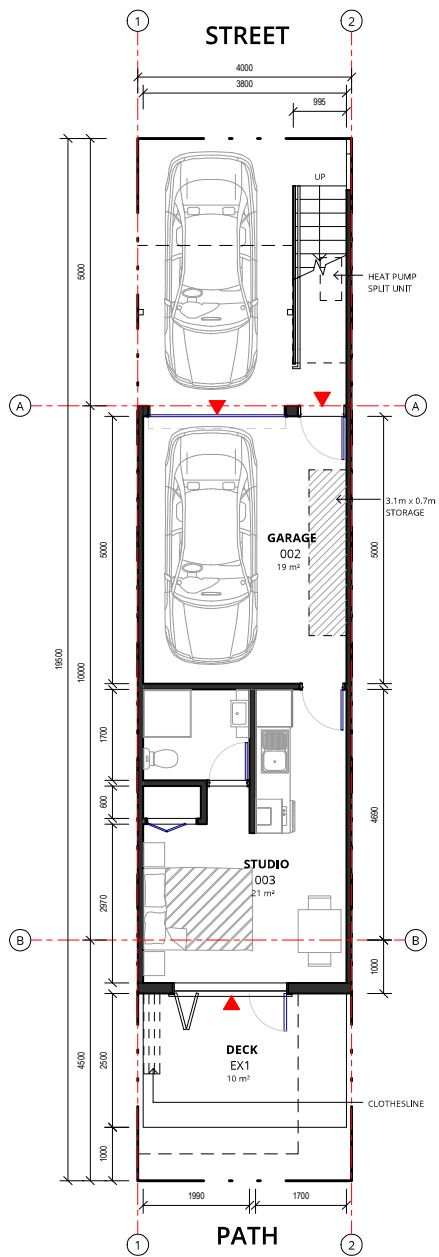 1
2
STREET
4000
3800
995
UP
5000
HEAT PUMP
SPLIT UNIT
A
A
3.1m x 0.7m
STORAGE
GARAGE
002
19 m²
5000
5000
19500
10000
1700
600
4690
STUDIO
003
21 m²
2970
B
B
1000
4500
2500
DECK
EX1
10 m²
CLOTHESLINE
1000
1990
1700
PATH
1
2